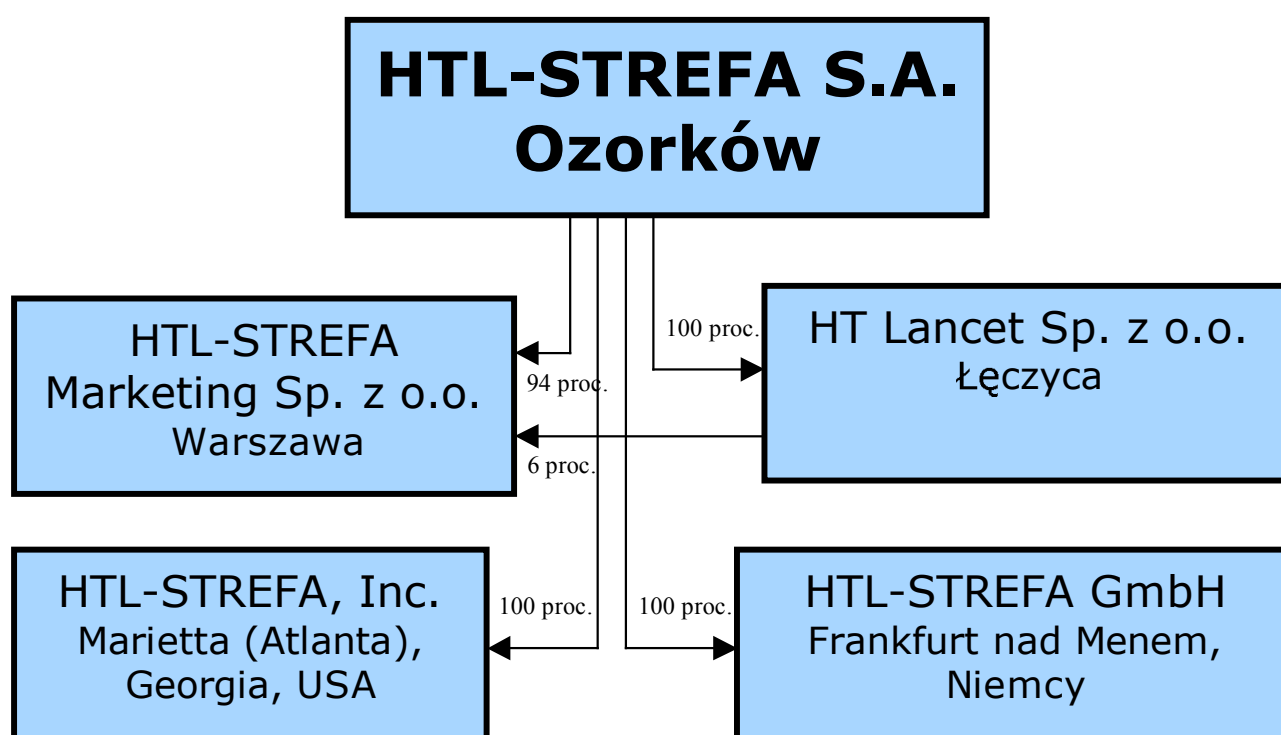 HTL-STREFA S.A.
Ozorków
HTL-STREFA
Marketing Sp. z o.o.
Warszawa
94 proc.
6 proc.
100 proc.
HT Lancet Sp. z o.o.
Łęczyca
HTL-STREFA, Inc.
Marietta (Atlanta),
Georgia, USA
100 proc.
100 proc.
HTL-STREFA GmbH
Frankfurt nad Menem,
Niemcy